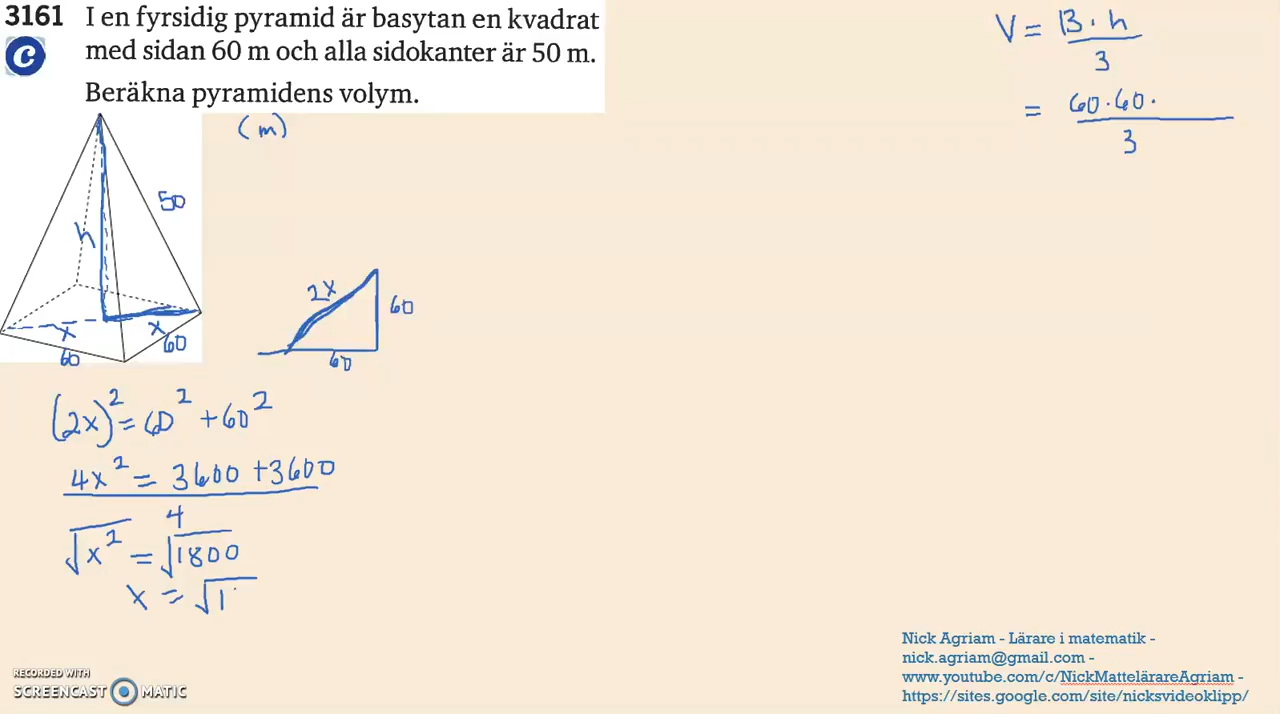 3161 I en fyrsidig pyramid är basytan en kvadrat
C med sidan 60 m och alla sidokanter är 50 m.
Beräkna pyramidens volym.
(m)
V = B · h
3
= 60 · 60 ·
3
50
h
x
x
60
60
2x
60
60
(2x)² = 60² + 60²
4x² = 3600 + 3600
4
√x² = √1800
x = √1
Nick Agriam - Lärare i matematik -
nick.agriam@gmail.com -
www.youtube.com/c/NickMattelärareAgriam -
https://sites.google.com/site/nicksvideoklipp/
RECORDED WITH
SCREENCAST MATIC